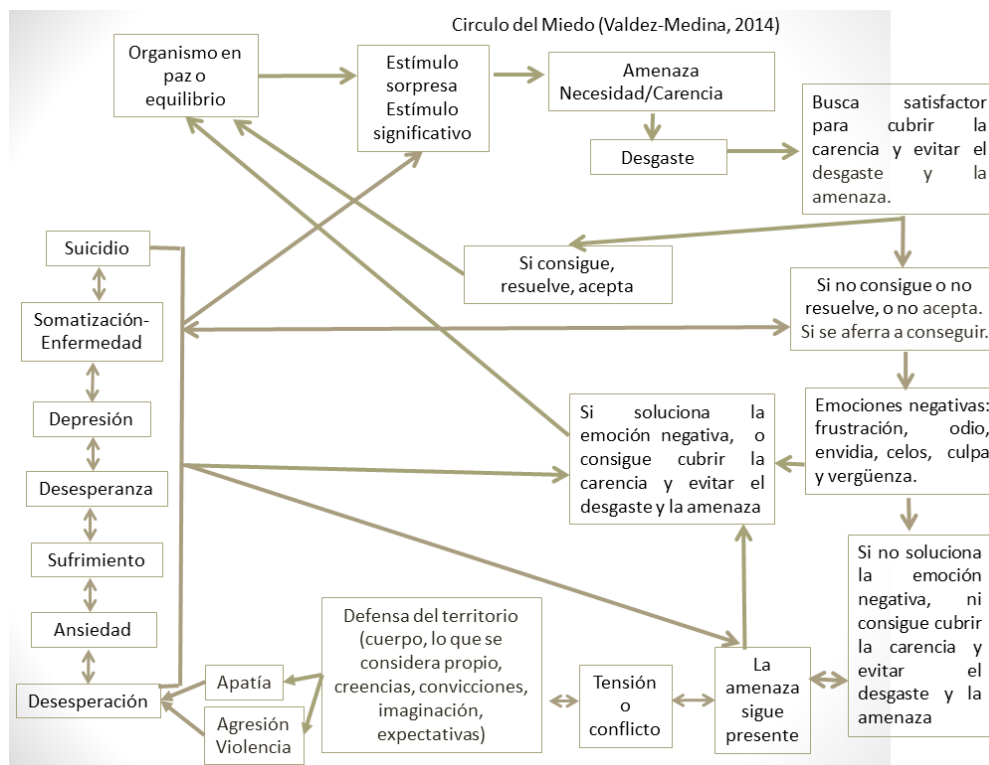 Circulo del Miedo (Valdez-Medina, 2014)
Organismo en
paz o
equilibrio
Estímulo
sorpresa
Estímulo
significativo
Amenaza
Necesidad/Carencia
Desgaste
Busca satisfactor
para cubrir la
carencia y evitar el
desgaste y la
amenaza.
Si consigue,
resuelve, acepta
Si no consigue o no
resuelve, o no acepta.
Si se aferra a conseguir.
Emociones negativas:
frustración, odio,
envidia, celos, culpa
y vergüenza.
Si soluciona la
emoción negativa, o
consigue cubrir la
carencia y evitar el
desgaste y la amenaza
Si no soluciona
la emoción
negativa, ni
consigue cubrir
la carencia y
evitar el
desgaste y la
amenaza
La
amenaza
sigue
presente
Tensión
o
conflicto
Defensa del territorio
(cuerpo, lo que se
considera propio,
creencias, convicciones,
imaginación,
expectativas)
Apatía
Agresión
Violencia
Suicidio
Somatización-
Enfermedad
Depresión
Desesperanza
Sufrimiento
Ansiedad
Desesperación